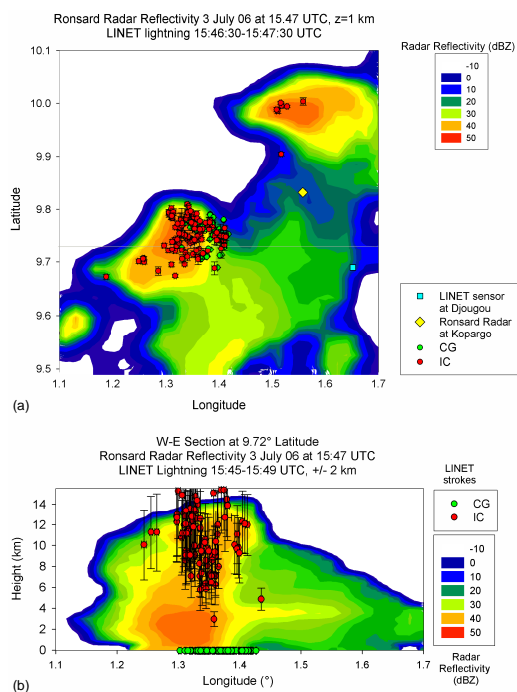 Ronsard Radar Reflectivity 3 July 06 at 15.47 UTC, z=1 km
LINET lightning 15:46:30-15:47:30 UTC
Radar Reflectivity (dBZ)
-10
0
10
20
30
40
50
10.1
10.0
9.9
9.8
9.7
9.6
9.5
Latitude
1.1 1.2 1.3 1.4 1.5 1.6 1.7
Longitude
LINET sensor
at Djougou
Ronsard Radar
at Kopargo
CG
IC
(a)
W-E Section at 9.72° Latitude
Ronsard Radar Reflectivity 3 July 06 at 15:47 UTC
LINET Lightning 15:45-15:49 UTC, +/- 2 km
LINET
strokes
CG
IC
14
12
10
8
6
4
2
0
Height (km)
1.1 1.2 1.3 1.4 1.5 1.6 1.7
Longitude (°)
-10
0
10
20
30
40
50
Radar
Reflectivity
(dBZ)
(b)